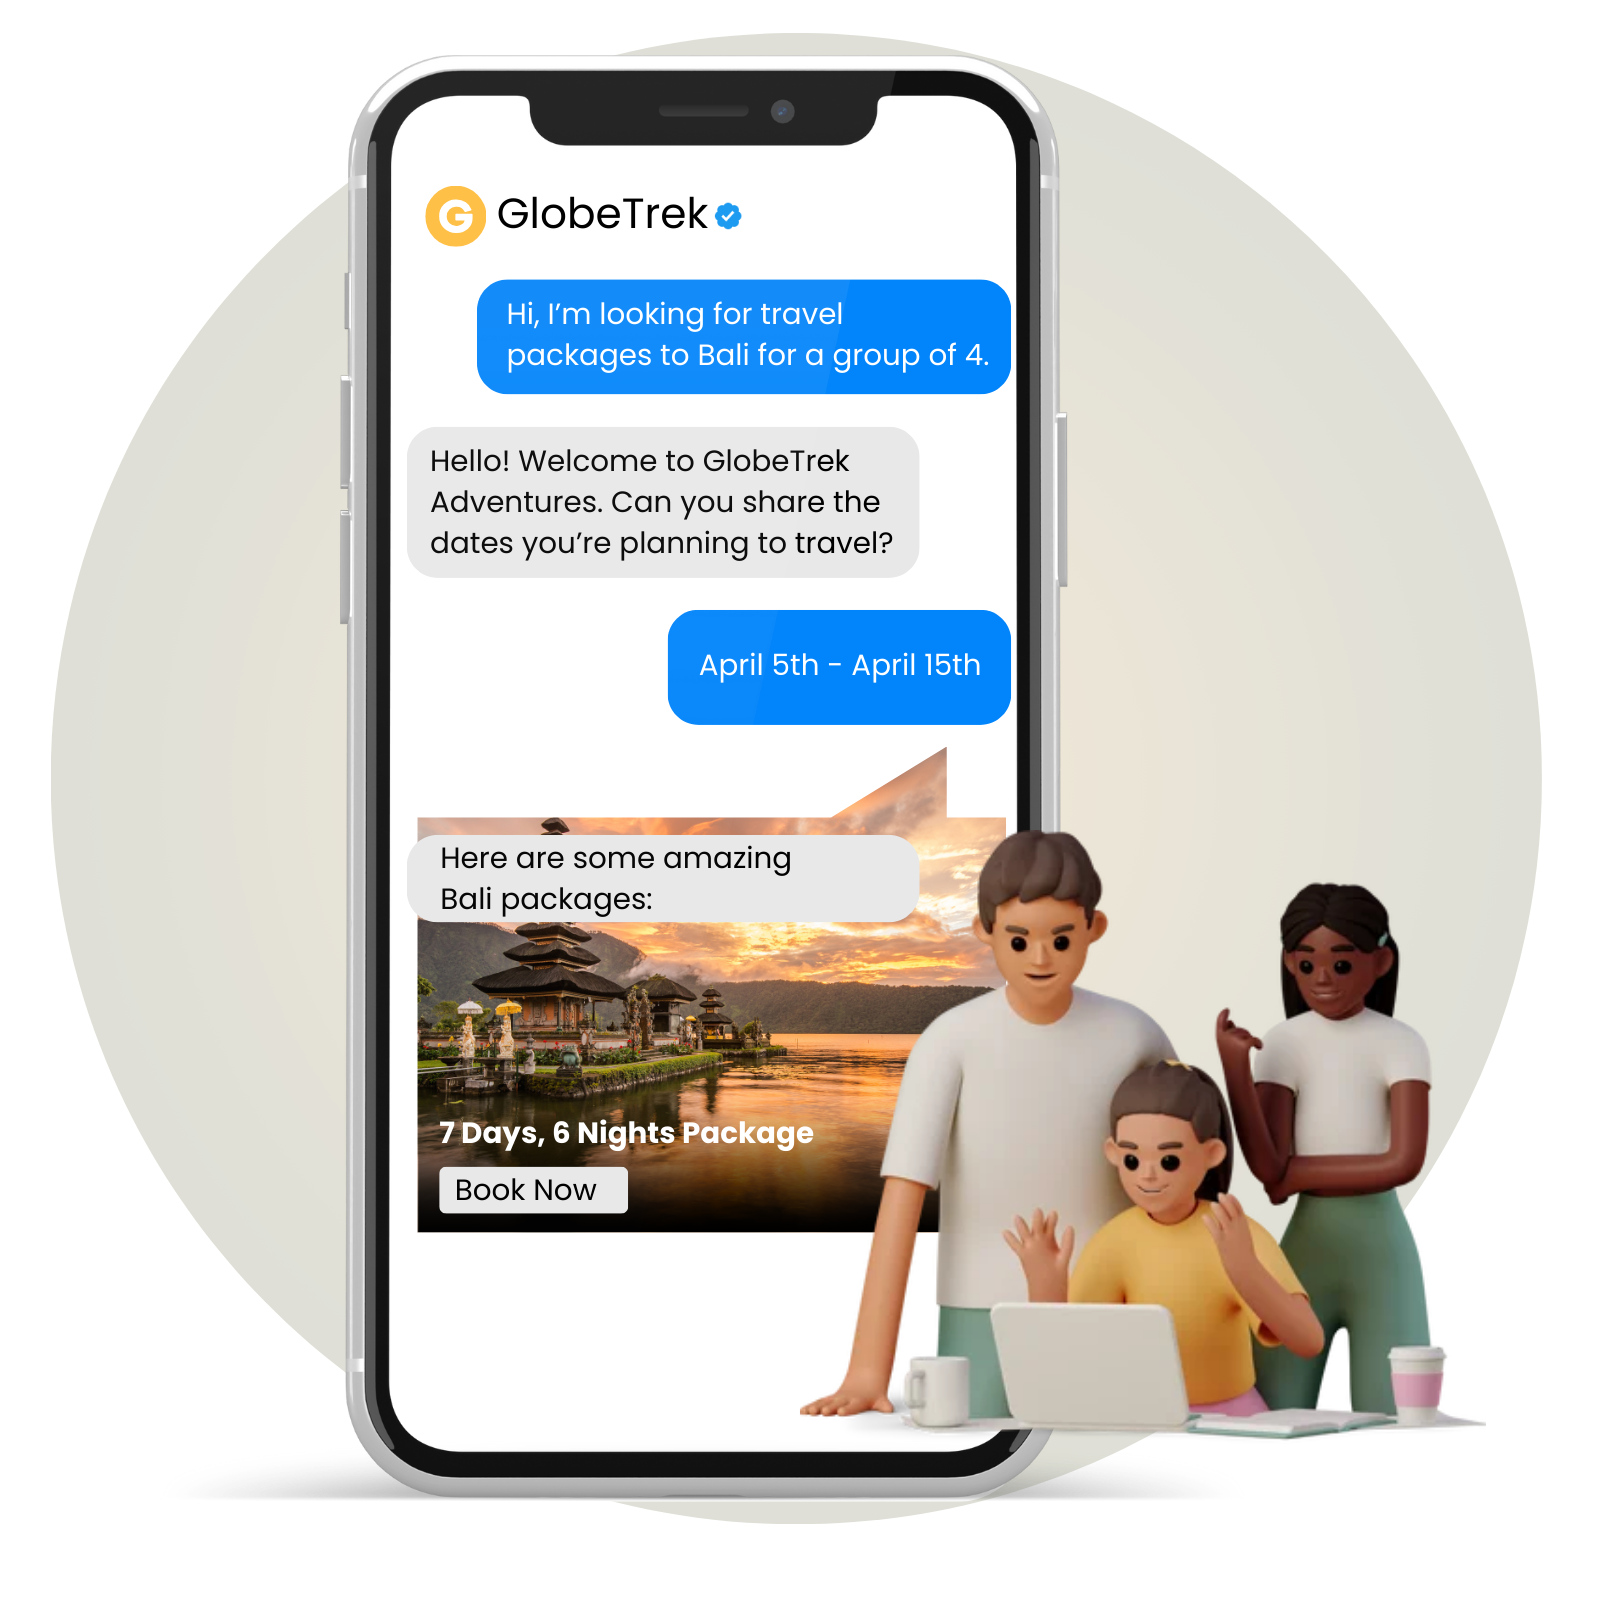 G GlobeTrek
Hi, I’m looking for travel
packages to Bali for a group of 4.
Hello! Welcome to GlobeTrek
Adventures. Can you share the
dates you’re planning to travel?
April 5th - April 15th
Here are some amazing
Bali packages:
7 Days, 6 Nights Package
Book Now